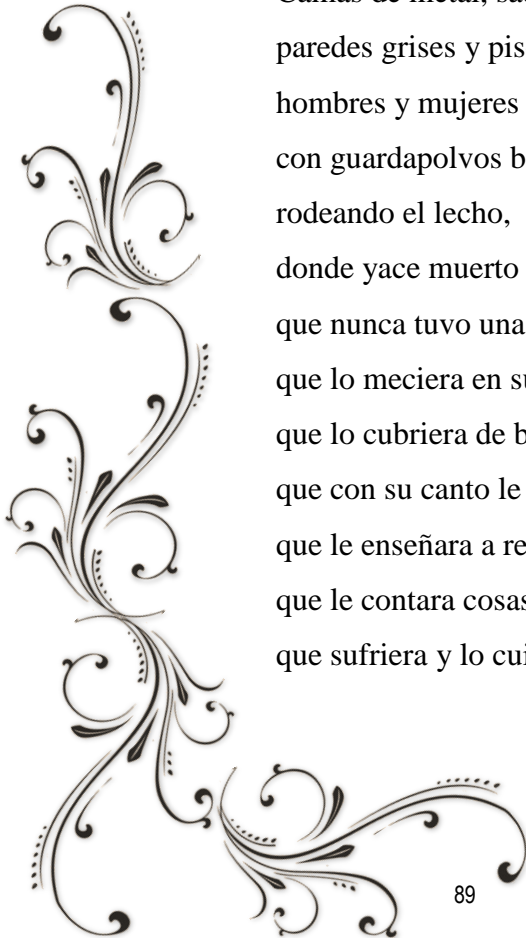 Camas de metal,
paredes grises y
hombres y mujeres
con guardapolvos
rodeando el lecho,
donde yace muerto
que nunca tuvo una
que lo meciera en
que lo cubriera de
que con su canto le
que le enseñara a
que le contara cosas
que sufriera y lo
89